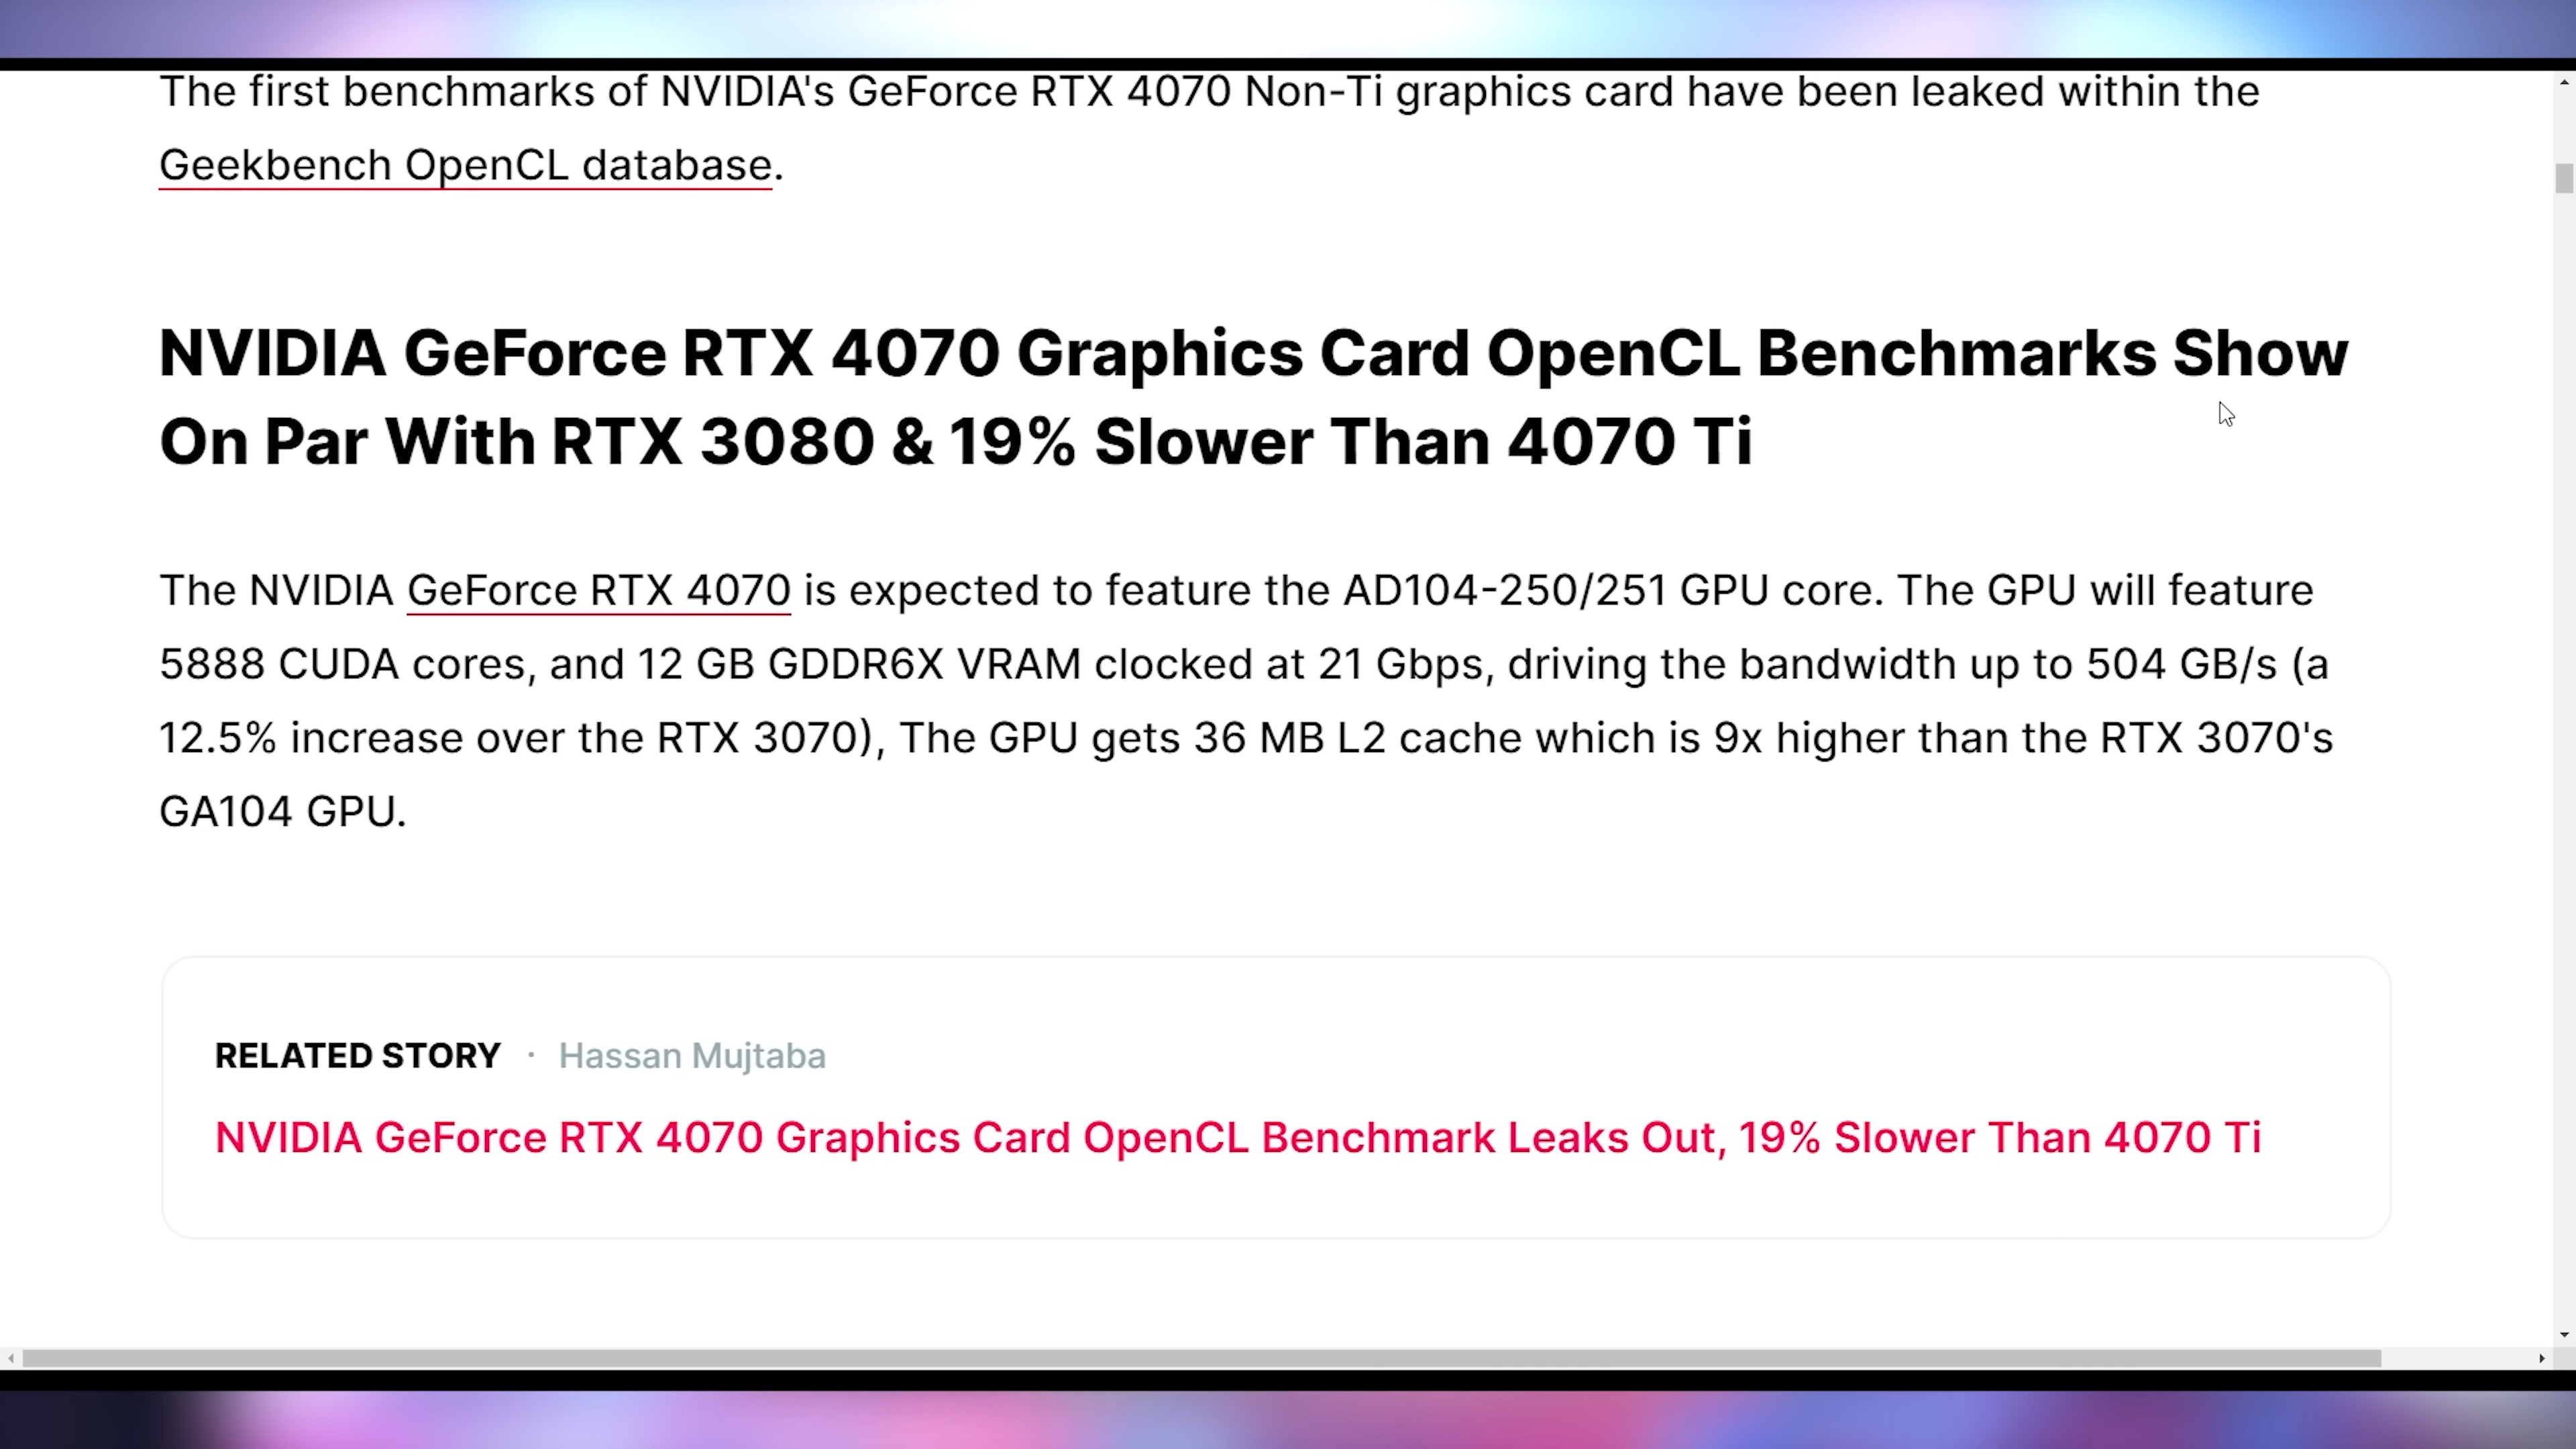 The first benchmarks of NVIDIA's GeForce RTX 4070 Non-Ti graphics card have been leaked within the
Geekbench OpenCL database.
NVIDIA GeForce RTX 4070 Graphics Card OpenCL Benchmarks Show
On Par With RTX 3080 & 19% Slower Than 4070 Ti
The NVIDIA GeForce RTX 4070 is expected to feature the AD104-250/251 GPU core. The GPU will feature
5888 CUDA cores, and 12 GB GDDR6X VRAM clocked at 21 Gbps, driving the bandwidth up to 504 GB/s (a
12.5% increase over the RTX 3070), The GPU gets 36 MB L2 cache which is 9x higher than the RTX 3070's
GA104 GPU.
RELATED STORY · Hassan Mujtaba
NVIDIA GeForce RTX 4070 Graphics Card OpenCL Benchmark Leaks Out, 19% Slower Than 4070 Ti